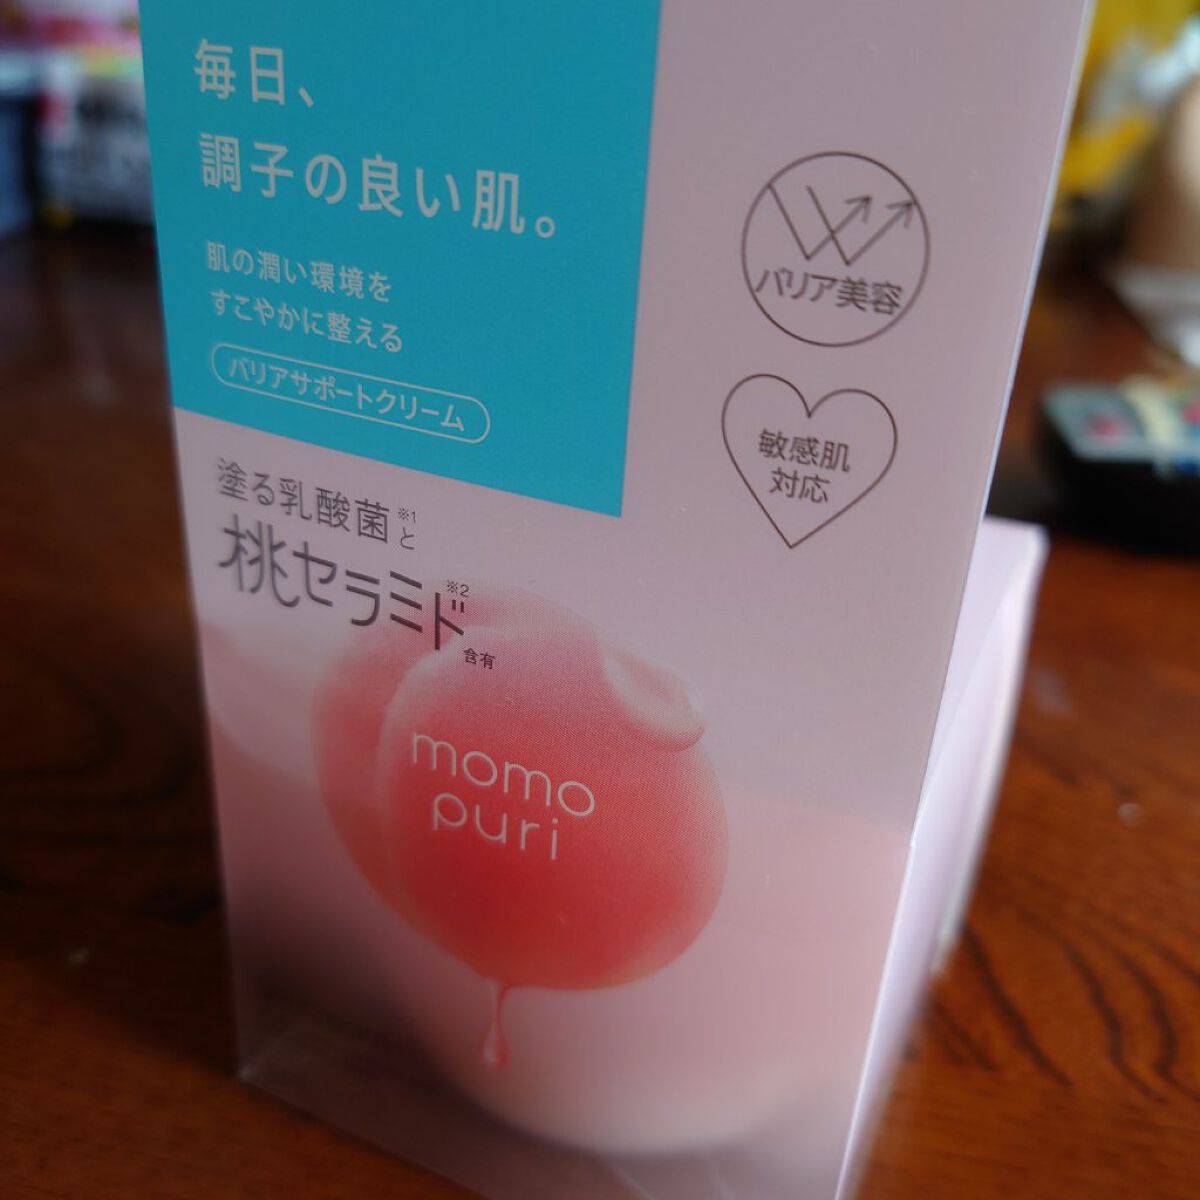 毎日、
調子の良い肌。
肌の潤い環境を
すこやかに整える
バリアサポートクリーム
W
バリア美容
敏感肌
対応
塗る乳酸菌※1と
桃セラミド※2
含有
momo
puri